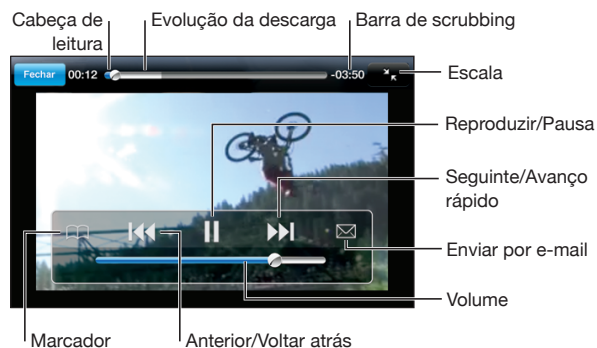 Cabeça de
leitura
Evolução da descarga
Barra de scrubbing
Fechar 00:12 -03:50
Escala
Reproduzir/Pausa
Seguinte/Avanço
rápido
Enviar por e-mail
Volume
Marcador
Anterior/Voltar atrás